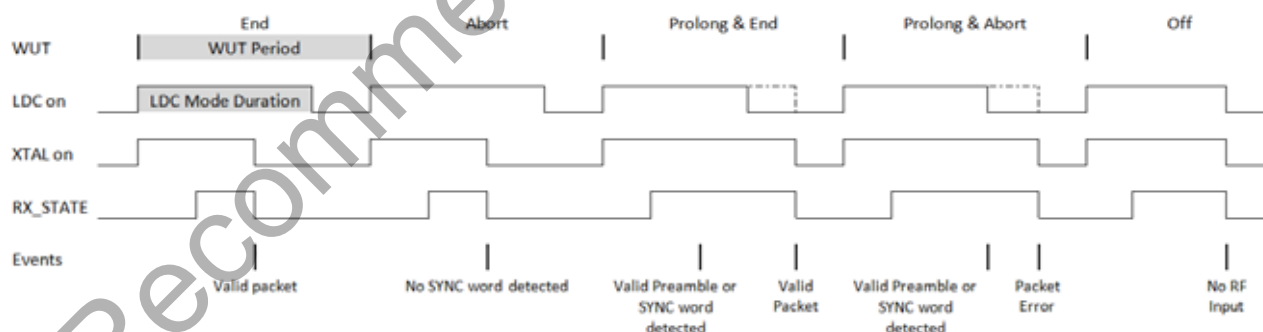 End Abort Prolong & End Prolong & Abort Off
WUT WUT Period
LDC on LDC Mode Duration
XTAL on
RX_STATE
Events
Valid packet No SYNC word detected Valid Preamble or Valid Valid Preamble or Packet No RF
SYNC word Packet SYNC word Error Input
detected detected
Recomme